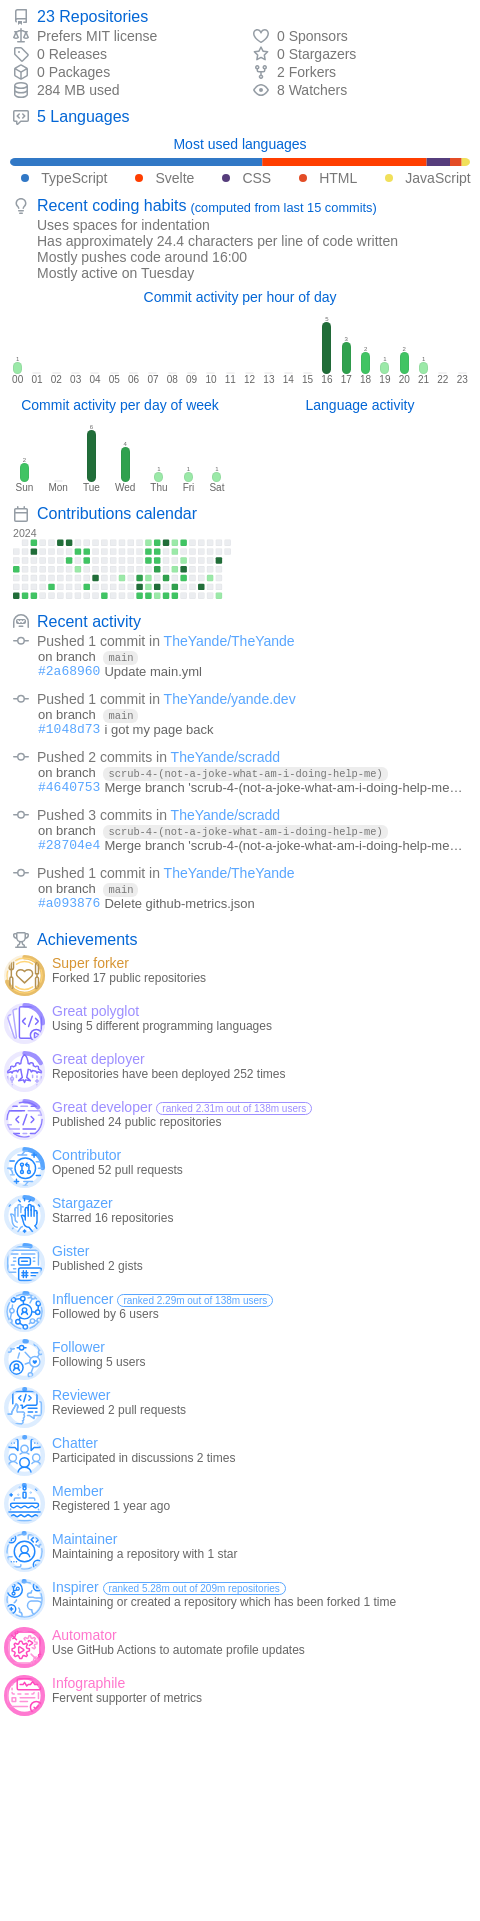 23 Repositories
Prefers MIT license
0 Sponsors
0 Releases
0 Stargazers
0 Packages
2 Forkers
284 MB used
8 Watchers
5 Languages
Most used languages
TypeScript Svelte CSS HTML JavaScript
Recent coding habits (computed from last 15 commits)
Uses spaces for indentation
Has approximately 24.4 characters per line of code written
Mostly pushes code around 16:00
Mostly active on Tuesday
Commit activity per hour of day
1 5 3 2 1 2 1
00 01 02 03 04 05 06 07 08 09 10 11 12 13 14 15 16 17 18 19 20 21 22 23
Commit activity per day of week
Language activity
2 6 4 1 1 1
Sun Mon Tue Wed Thu Fri Sat
Contributions calendar
2024
Recent activity
Pushed 1 commit in TheYande/TheYande
on branch main
#2a68960 Update main.yml
Pushed 1 commit in TheYande/yande.dev
on branch main
#1048d73 i got my page back
Pushed 2 commits in TheYande/scradd
on branch scrub-4-(not-a-joke-what-am-i-doing-help-me)
#4640753 Merge branch 'scrub-4-(not-a-joke-what-am-i-doing-help-me…
Pushed 3 commits in TheYande/scradd
on branch scrub-4-(not-a-joke-what-am-i-doing-help-me)
#28704e4 Merge branch 'scrub-4-(not-a-joke-what-am-i-doing-help-me…
Pushed 1 commit in TheYande/TheYande
on branch main
#a093876 Delete github-metrics.json
Achievements
Super forker
Forked 17 public repositories
Great polyglot
Using 5 different programming languages
Great deployer
Repositories have been deployed 252 times
Great developer ranked 2.31m out of 138m users
Published 24 public repositories
Contributor
Opened 52 pull requests
Stargazer
Starred 16 repositories
Gister
Published 2 gists
Influencer ranked 2.29m out of 138m users
Followed by 6 users
Follower
Following 5 users
Reviewer
Reviewed 2 pull requests
Chatter
Participated in discussions 2 times
Member
Registered 1 year ago
Maintainer
Maintaining a repository with 1 star
Inspirer ranked 5.28m out of 209m repositories
Maintaining or created a repository which has been forked 1 time
Automator
Use GitHub Actions to automate profile updates
Infographile
Fervent supporter of metrics